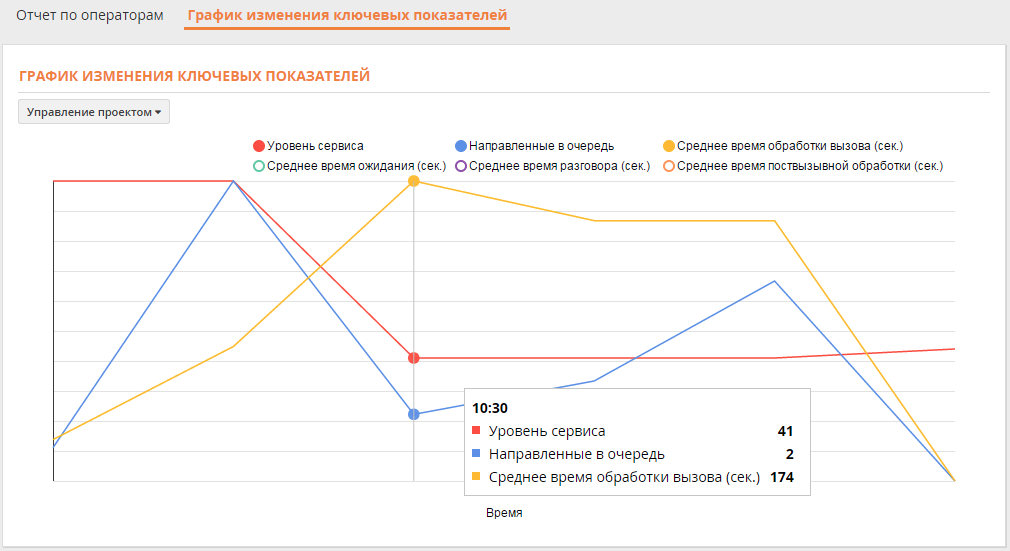 Отчет по операторам График изменения ключевых показателей
ГРАФИК ИЗМЕНЕНИЯ КЛЮЧЕВЫХ ПОКАЗАТЕЛЕЙ
Управление проектом
Уровень сервиса Направленные в очередь Среднее время обработки вызова (сек.)
Среднее время ожидания (сек.) Среднее время разговора (сек.) Среднее время поствызывной обработки (сек.)
10:30
Уровень сервиса 41
Направленные в очередь 2
Среднее время обработки вызова (сек.) 174
Время